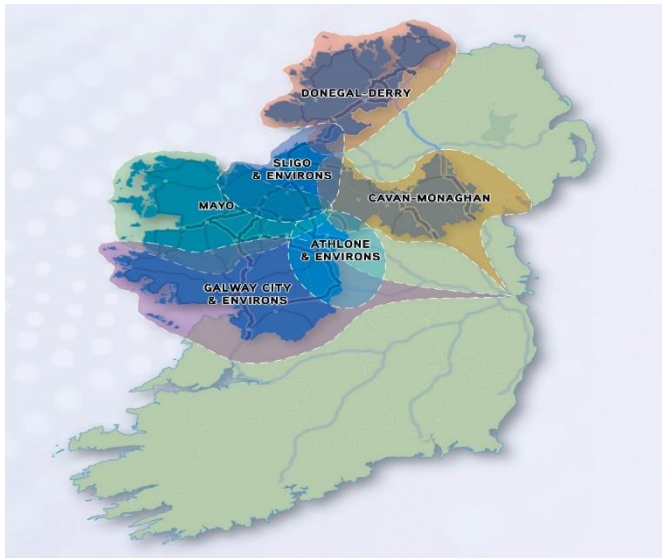 DONEGAL-DERRY
SLIGO
& ENVIRONS
CAVAN-MONAGHAN
MAYO
ATHLONE
& ENVIRONS
GALWAY CITY
& ENVIRONS